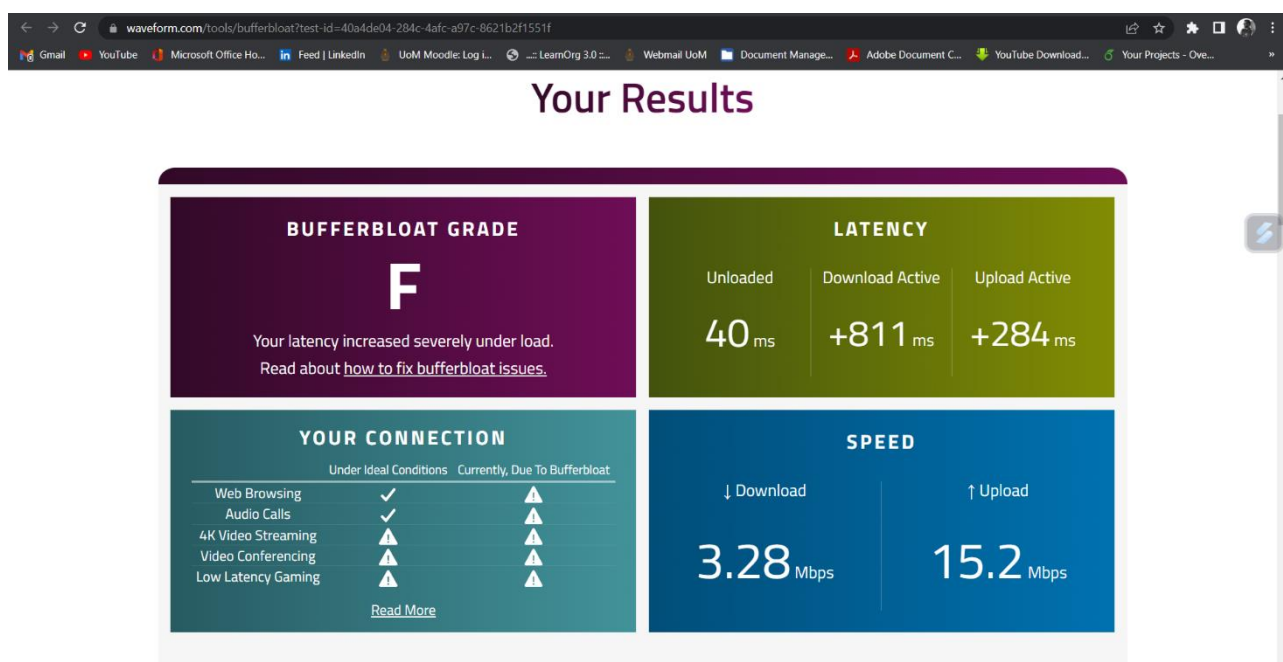 waveform.com/tools/bufferbloat?test-id=40a4de04-284c-4afc-a97c-8621b2f1551f
Gmail YouTube Microsoft Office Ho... Feed | LinkedIn UoM Moodle: Log i... ..:: LearnOrg 3.0 ::... Webmail UoM Document Manage... Adobe Document C... YouTube Download... Your Projects - Ove... »
Your Results
BUFFERBLOAT GRADE
F
Your latency increased severely under load.
Read about how to fix bufferbloat issues.
LATENCY
Unloaded Download Active Upload Active
40 ms +811 ms +284 ms
YOUR CONNECTION
Under Ideal Conditions Currently, Due To Bufferbloat
Web Browsing
Audio Calls
4K Video Streaming
Video Conferencing
Low Latency Gaming
Read More
SPEED
↓ Download ↑ Upload
3.28 Mbps 15.2 Mbps